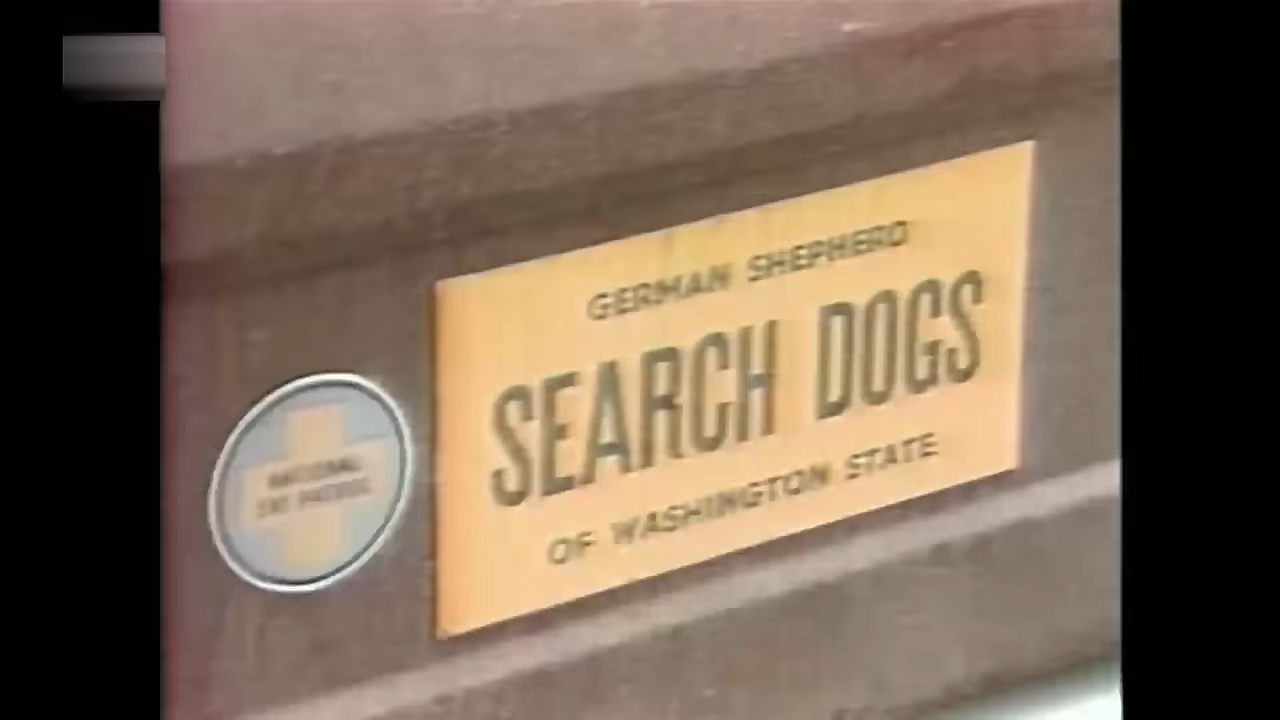 GERMAN SHEPHERD
SEARCH DOGS
OF WASHINGTON STATE
NATIONAL
SKI PATROL